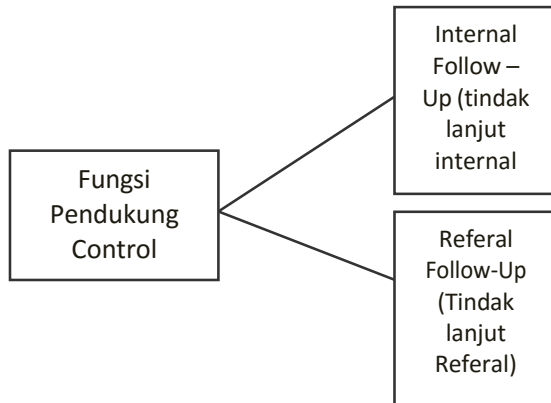 Fungsi
Pendukung
Control
Internal
Follow –
Up (tindak
lanjut
internal
Referal
Follow-Up
(Tindak
lanjut
Referal)